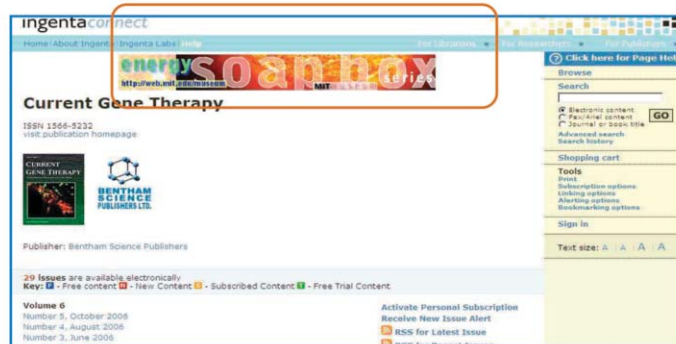 ingentaconnect
Home About Ingenta Ingenta Labs Help For Librarians For Researchers For Publishers
energy soapbox series
http://web.mit.edu/museum MIT
Current Gene Therapy
ISSN 1566-5232
visit publication homepage
CURRENT
GENE THERAPY
BENTHAM
SCIENCE
PUBLISHERS LTD.
Publisher: Bentham Science Publishers
29 issues are available electronically
Key: F - Free content N - New Content S - Subscribed Content T - Free Trial Content
Volume 6
Number 5, October 2006
Number 4, August 2006
Number 3, June 2006
Activate Personal Subscription
Receive New Issue Alert
RSS for Latest Issue
RSS for Recent Issues
? Click here for Page Hel
Browse
Search
Electronic content
Fax/Ariel content
Journal or book title
GO
Advanced search
Search history
Shopping cart
Tools
Print
Subscription options
Linking options
Alerting options
Bookmarking options
Sign in
Text size: A | A | A | A